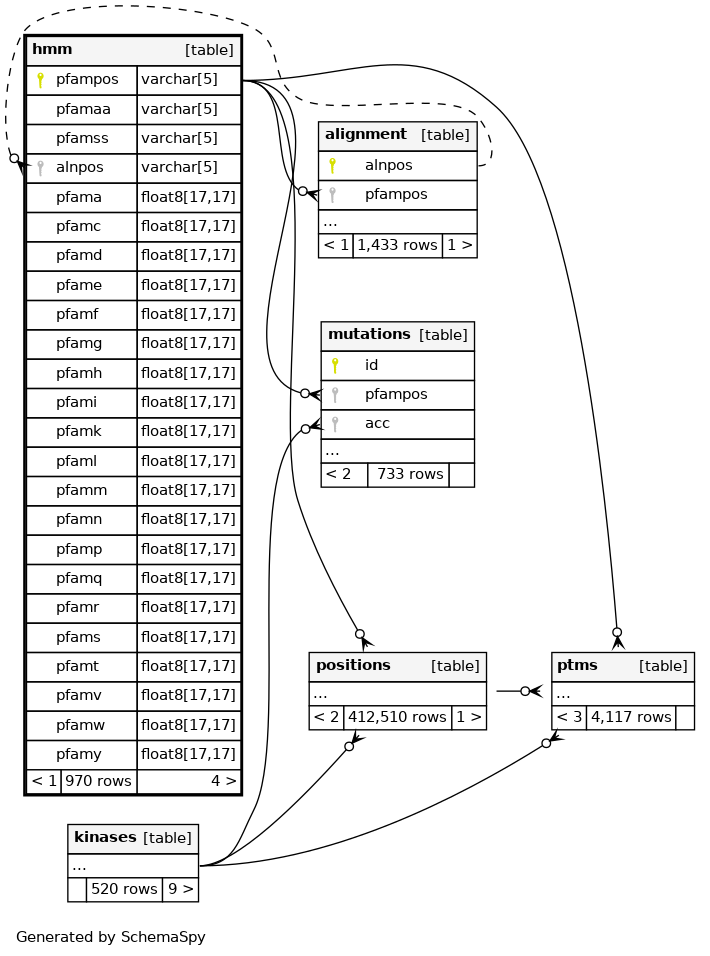 hmm [table]
pfampos varchar[5]
pfamaa varchar[5]
pfamss varchar[5]
alnpos varchar[5]
pfama float8[17,17]
pfamc float8[17,17]
pfamd float8[17,17]
pfame float8[17,17]
pfamf float8[17,17]
pfamg float8[17,17]
pfamh float8[17,17]
pfami float8[17,17]
pfamk float8[17,17]
pfaml float8[17,17]
pfamm float8[17,17]
pfamn float8[17,17]
pfamp float8[17,17]
pfamq float8[17,17]
pfamr float8[17,17]
pfams float8[17,17]
pfamt float8[17,17]
pfamv float8[17,17]
pfamw float8[17,17]
pfamy float8[17,17]
< 1 970 rows 4 >
alignment [table]
alnpos
pfampos
...
< 1 1,433 rows 1 >
mutations [table]
id
pfampos
acc
...
< 2 733 rows
positions [table]
...
< 2 412,510 rows 1 >
ptms [table]
...
< 3 4,117 rows
kinases [table]
...
520 rows 9 >
Generated by SchemaSpy